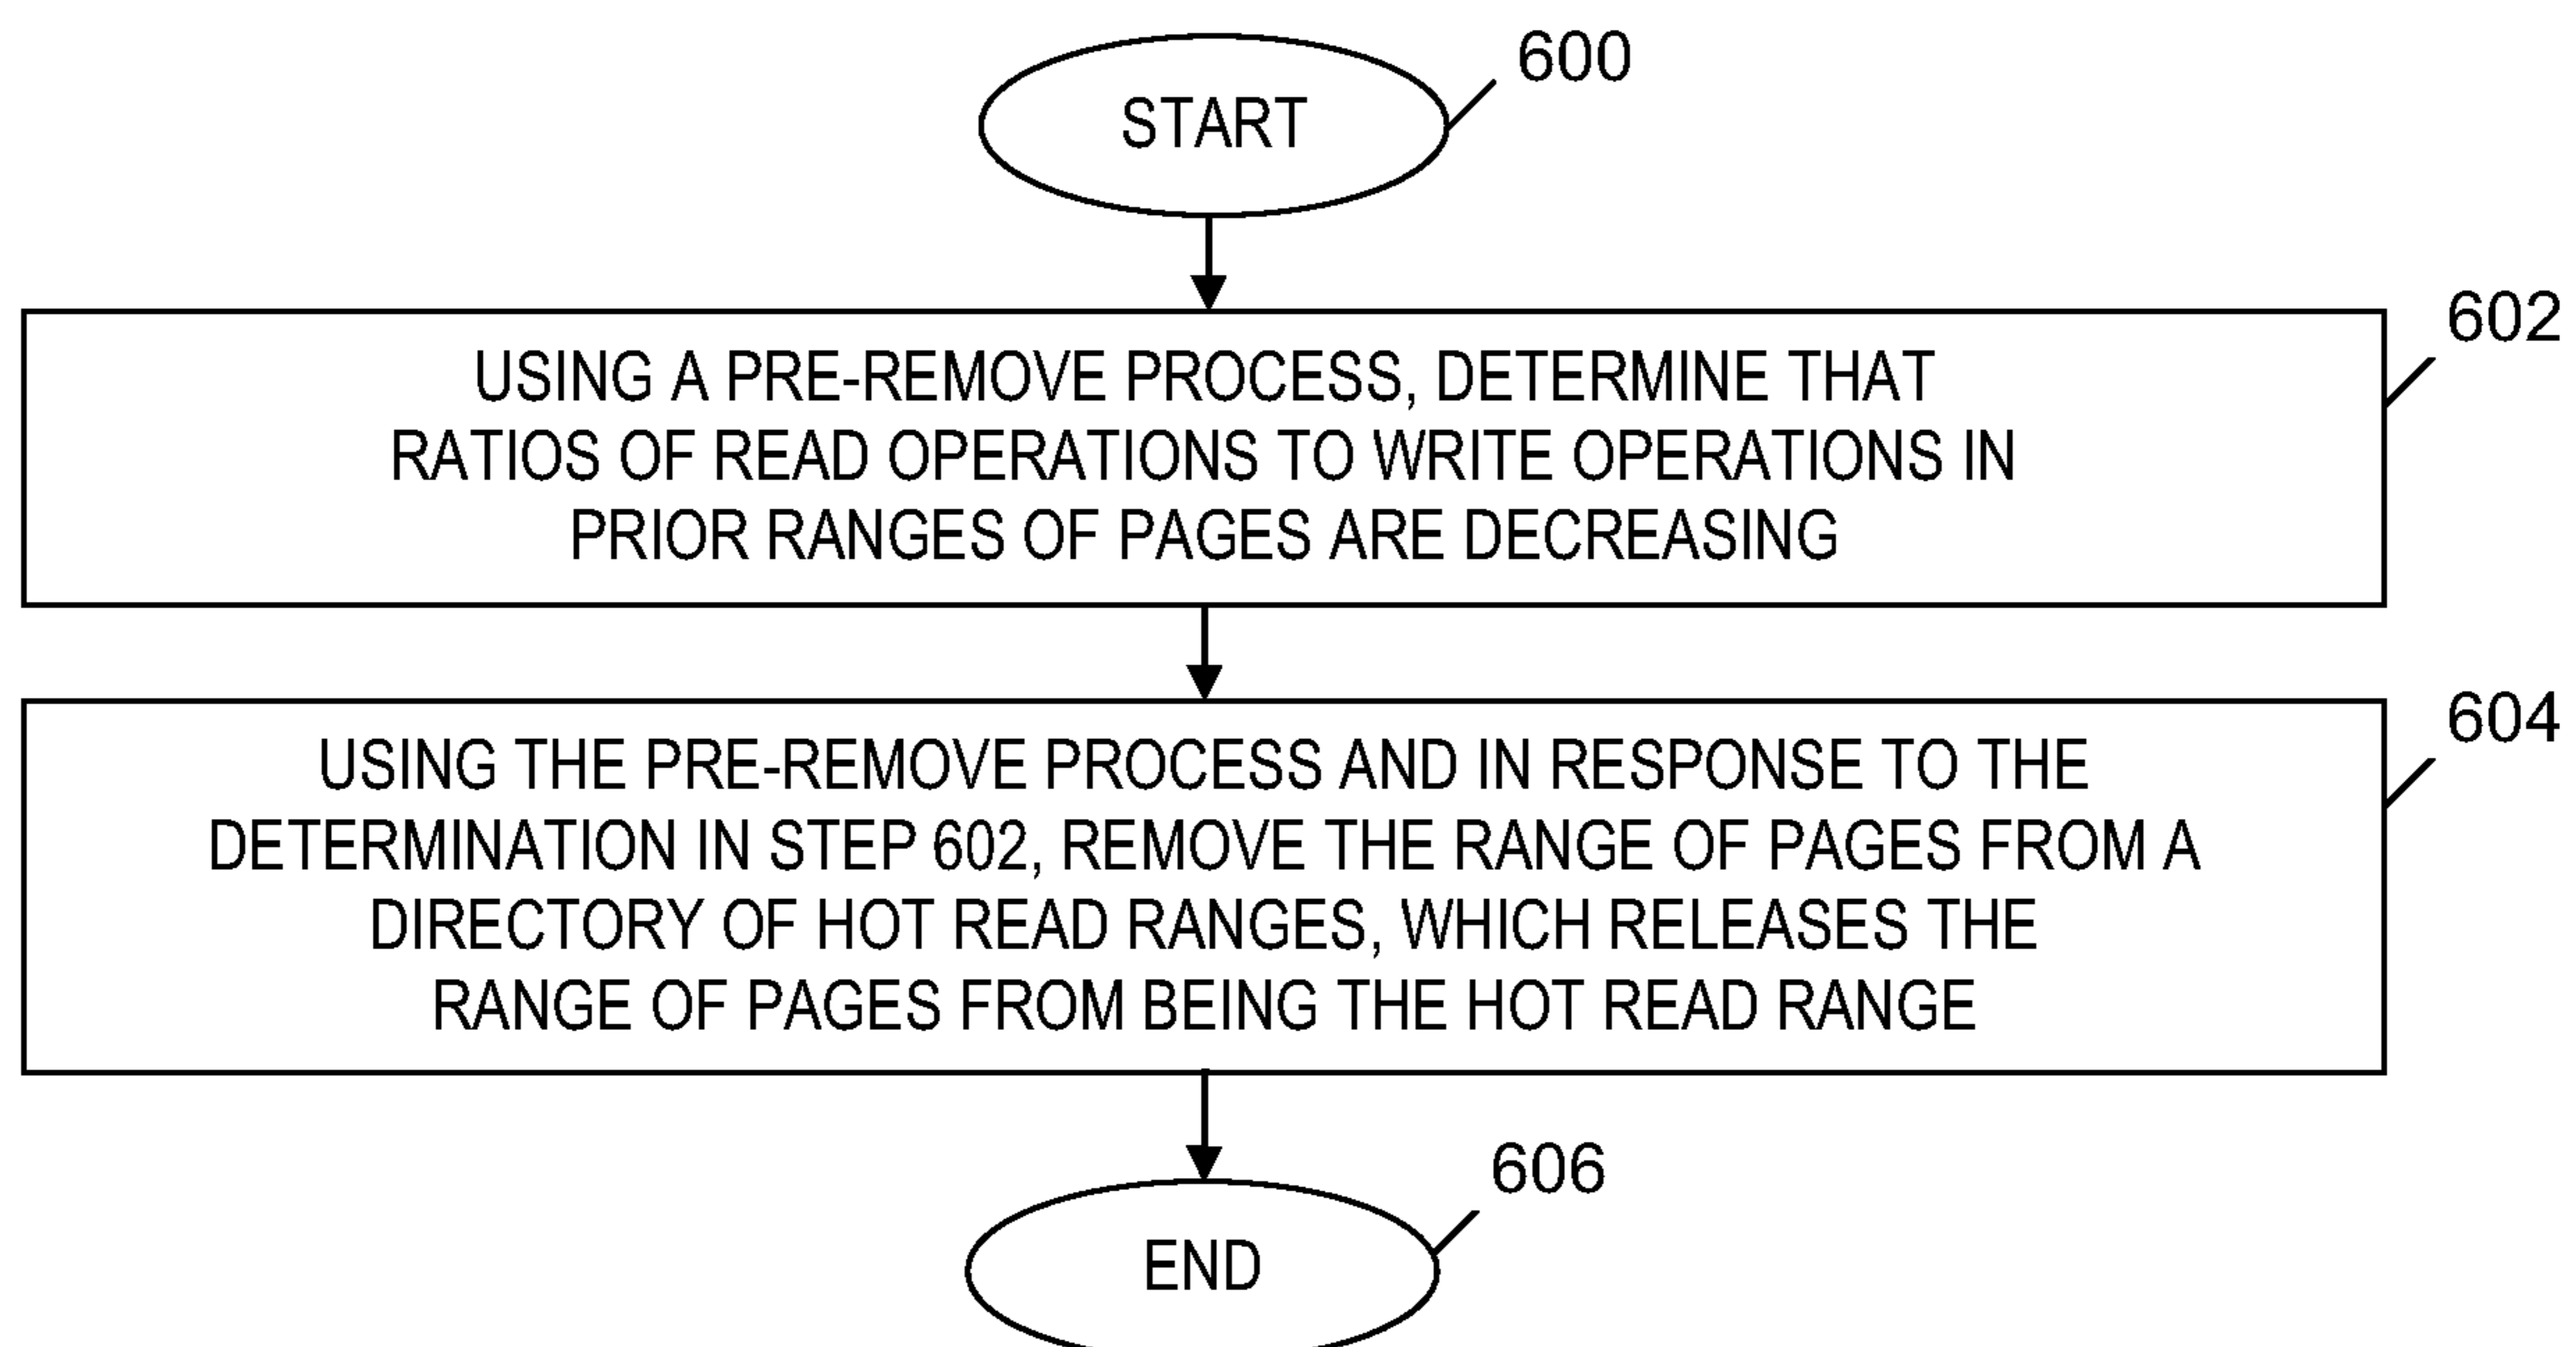 START
600
602
USING A PRE-REMOVE PROCESS, DETERMINE THAT
RATIOS OF READ OPERATIONS TO WRITE OPERATIONS IN
PRIOR RANGES OF PAGES ARE DECREASING
604
USING THE PRE-REMOVE PROCESS AND IN RESPONSE TO THE
DETERMINATION IN STEP 602, REMOVE THE RANGE OF PAGES FROM A
DIRECTORY OF HOT READ RANGES, WHICH RELEASES THE
RANGE OF PAGES FROM BEING THE HOT READ RANGE
606
END